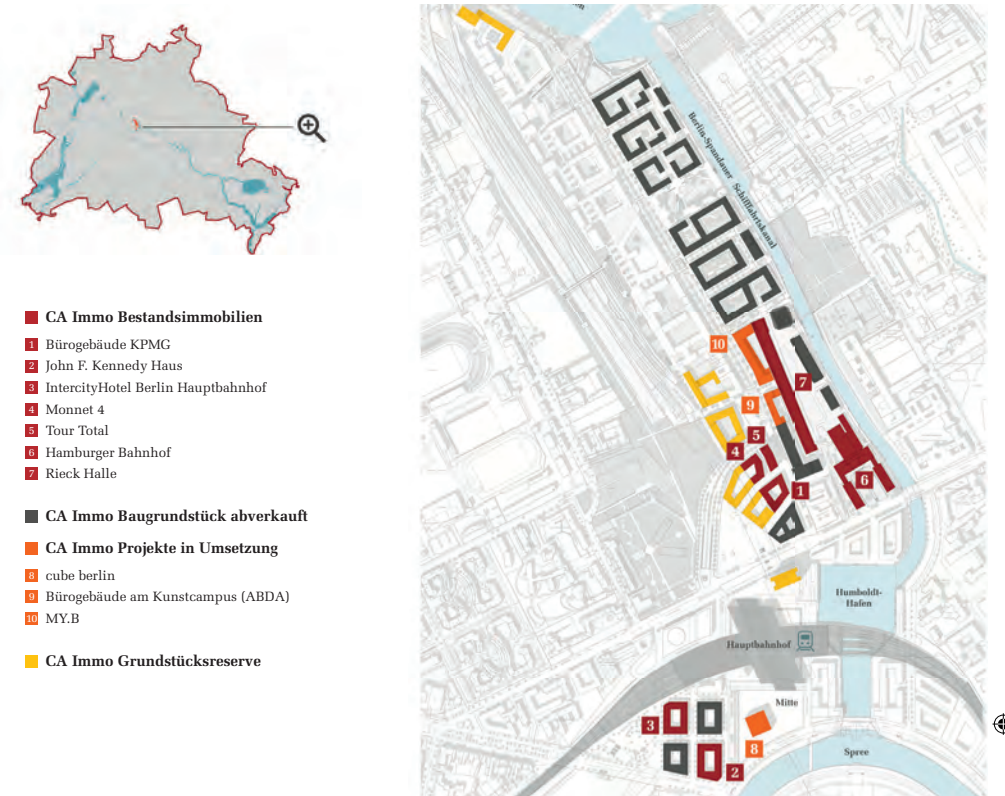 CA Immo Bestandsimmobilien
1 Bürogebäude KPMG
2 John F. Kennedy Haus
3 IntercityHotel Berlin Hauptbahnhof
4 Monnet 4
5 Tour Total
6 Hamburger Bahnhof
7 Rieck Halle
CA Immo Baugrundstück abverkauft
CA Immo Projekte in Umsetzung
8 cube berlin
9 Bürogebäude am Kunstcampus (ABDA)
10 MY.B
CA Immo Grundstücksreserve
Berlin-Spandauer Schifffahrtskanal
10
7
9
5
4
6
1
Humboldt-
Hafen
Hauptbahnhof
Mitte
3
8
2
Spree